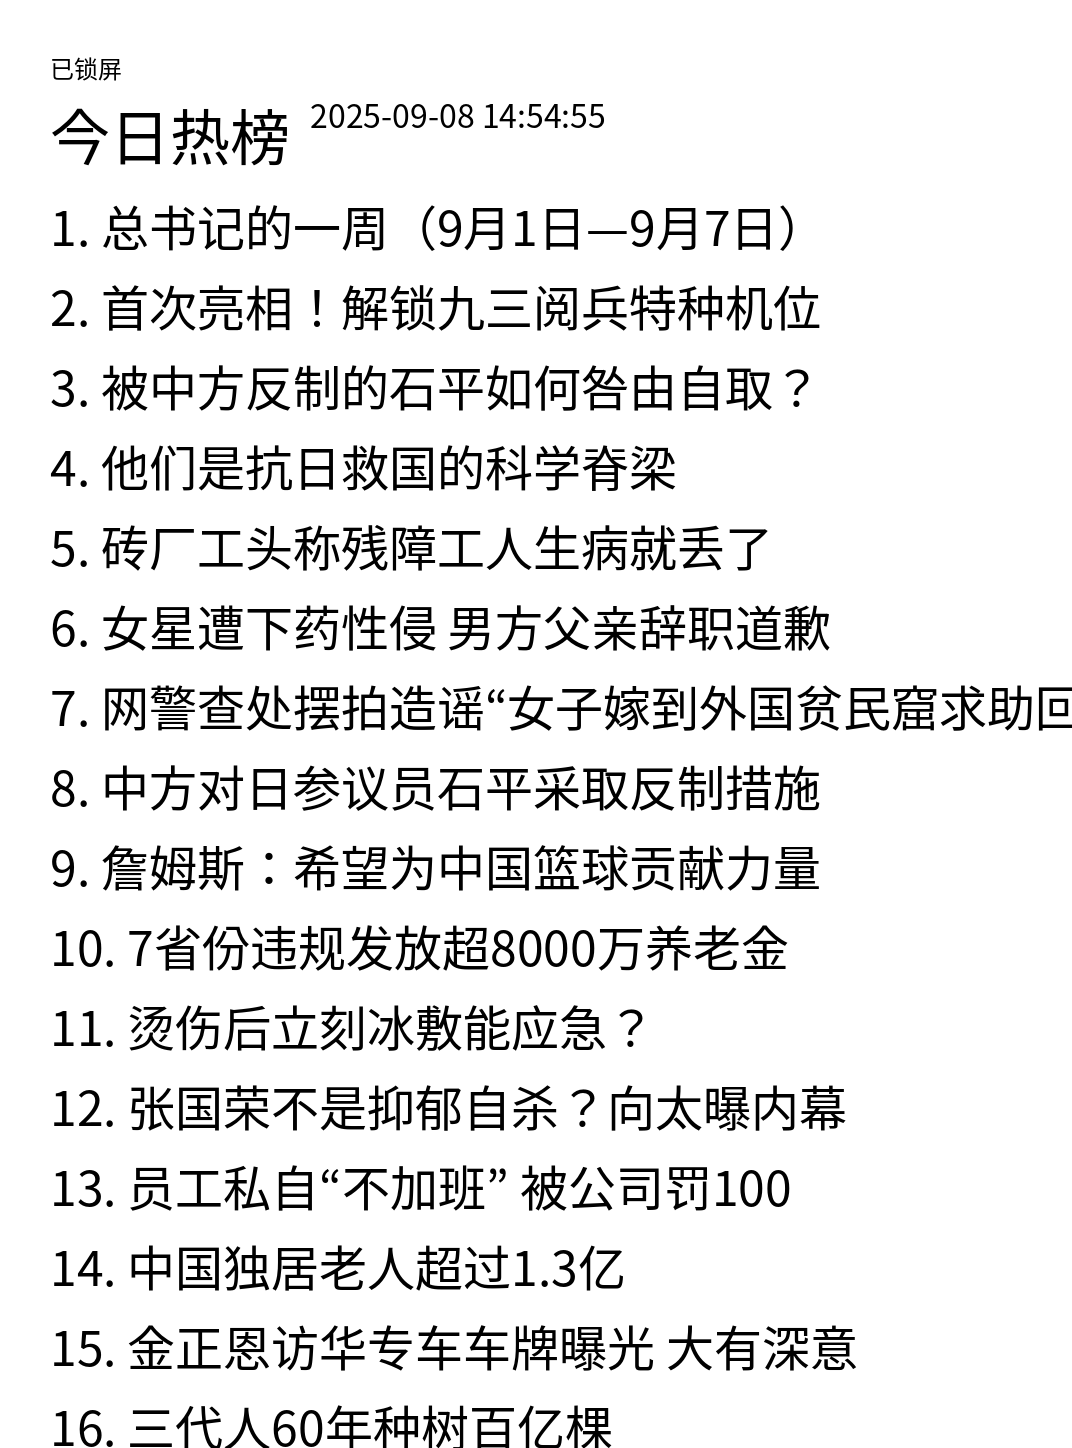 已锁屏
今日热榜 2025-09-08 14:54:55
1. 总书记的一周（9月1日—9月7日）
2. 首次亮相！解锁九三阅兵特种机位
3. 被中方反制的石平如何咎由自取？
4. 他们是抗日救国的科学脊梁
5. 砖厂工头称残障工人生病就丢了
6. 女星遭下药性侵 男方父亲辞职道歉
7. 网警查处摆拍造谣“女子嫁到外国贫民窟求助回
8. 中方对日参议员石平采取反制措施
9. 詹姆斯：希望为中国篮球贡献力量
10. 7省份违规发放超8000万养老金
11. 烫伤后立刻冰敷能应急？
12. 张国荣不是抑郁自杀？向太曝内幕
13. 员工私自“不加班” 被公司罚100
14. 中国独居老人超过1.3亿
15. 金正恩访华专车车牌曝光 大有深意
16. 三代人60年种树百亿棵